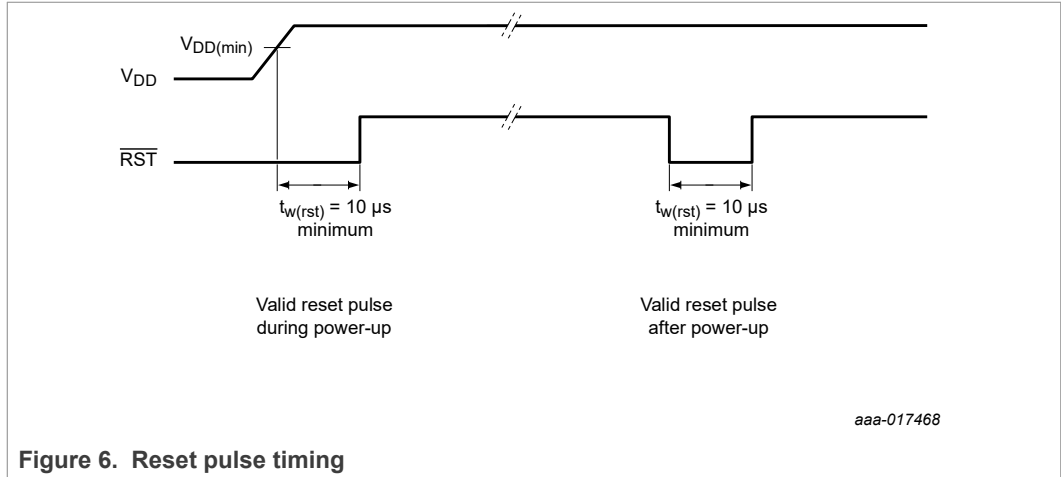 VDD(min)
VDD
RST
tw(rst) = 10 µs
minimum
tw(rst) = 10 µs
minimum
Valid reset pulse
during power-up
Valid reset pulse
after power-up
aaa-017468
Figure 6. Reset pulse timing